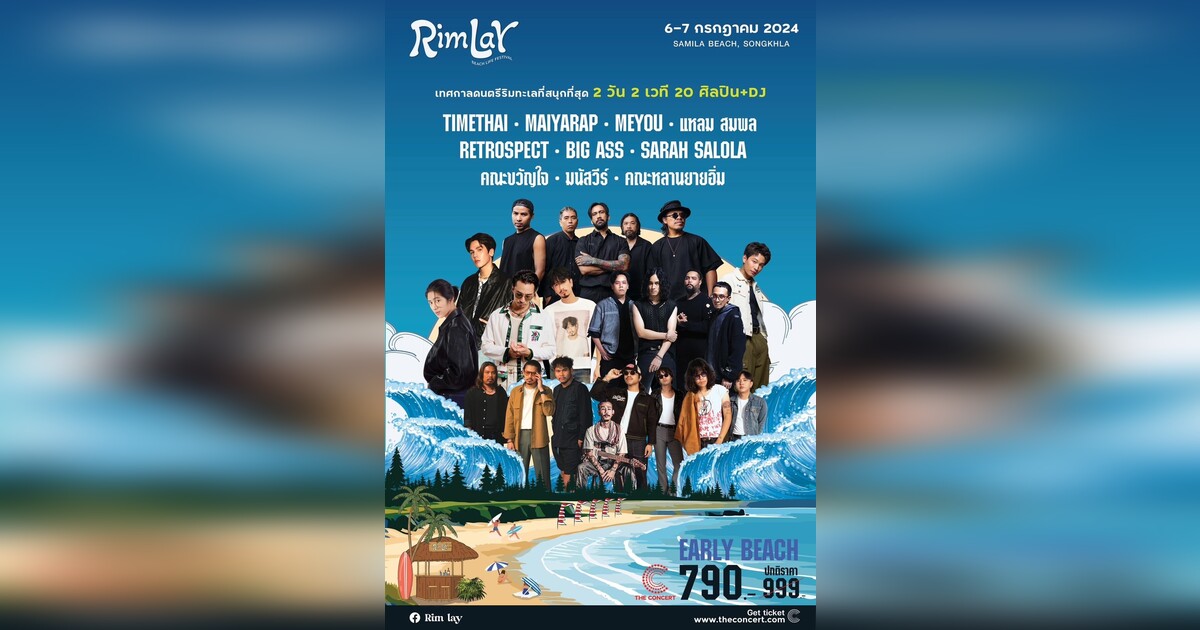 RimLay
BEACH LIFE FESTIVAL
6-7 กรกฎาคม 2024
SAMILA BEACH, SONGKHLA
เทศกาลดนตรีริมทะเลที่สนุกที่สุด 2 วัน 2 เวที 20 ศิลปิน+DJ
TIMETHAI • MAIYARAP • MEYOU • แหลม สมพล
RETROSPECT • BIG ASS • SARAH SALOLA
คณะขวัญใจ • มนัสวีร์ • คณะหลานยายอิ่ม
EARLY BEACH
THE CONCERT
790.-
ปกติราคา
999.-
Rim lay
Get ticket
www.theconcert.com